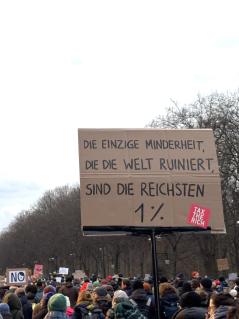 DIE EINZIGE MINDERHEIT,
DIE DIE WELT RUINIERT,
SIND DIE REICHSTEN
1%
TAX
THE
RICH
NO